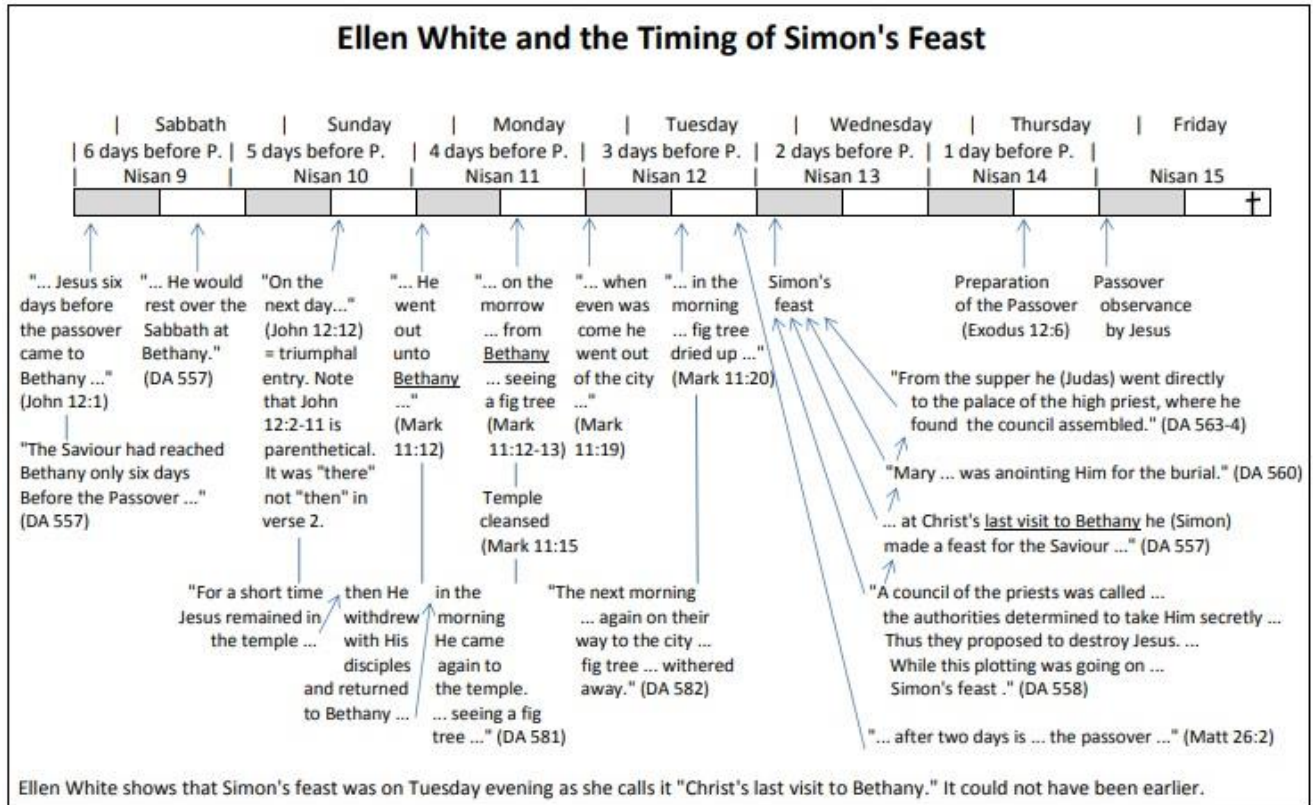 Ellen White and the Timing of Simon's Feast
| Sabbath | Sunday | Monday | Tuesday | Wednesday | Thursday | Friday
| 6 days before P. | 5 days before P. | 4 days before P. | 3 days before P. | 2 days before P. | 1 day before P. |
| Nisan 9 | Nisan 10 | Nisan 11 | Nisan 12 | Nisan 13 | Nisan 14 | Nisan 15
"... Jesus six
days before
the passover
came to
Bethany ..."
(John 12:1)
"The Saviour had reached
Bethany only six days
Before the Passover ..."
(DA 557)
"... He would
rest over the
Sabbath at
Bethany."
(DA 557)
"On the
next day..."
(John 12:12)
= triumphal
entry. Note
that John
12:2-11 is
parenthetical.
It was "there"
not "then" in
verse 2.
"... He
went
out
unto
Bethany
..."
(Mark
11:12)
"... on the
morrow
... from
Bethany
... seeing
a fig tree
(Mark
11:12-13)
Temple
cleansed
(Mark 11:15
"... when
even was
come he
went out
of the city
..."
(Mark
11:19)
"... in the
morning
... fig tree
dried up ..."
(Mark 11:20)
Simon's
feast
Preparation
of the Passover
(Exodus 12:6)
Passover
observance
by Jesus
"From the supper he (Judas) went directly
to the palace of the high priest, where he
found the council assembled." (DA 563-4)
"Mary ... was anointing Him for the burial." (DA 560)
... at Christ's last visit to Bethany he (Simon)
made a feast for the Saviour ..." (DA 557)
"A council of the priests was called ...
the authorities determined to take Him secretly ...
Thus they proposed to destroy Jesus. ...
While this plotting was going on ...
Simon's feast ." (DA 558)
"... after two days is ... the passover ..." (Matt 26:2)
"For a short time
Jesus remained in
the temple ...
then He
withdrew
with His
disciples
and returned
to Bethany ...
in the
morning
He came
again to
the temple.
... seeing a fig
tree ..." (DA 581)
"The next morning
... again on their
way to the city ...
fig tree ... withered
away." (DA 582)
Ellen White shows that Simon's feast was on Tuesday evening as she calls it "Christ's last visit to Bethany." It could not have been earlier.